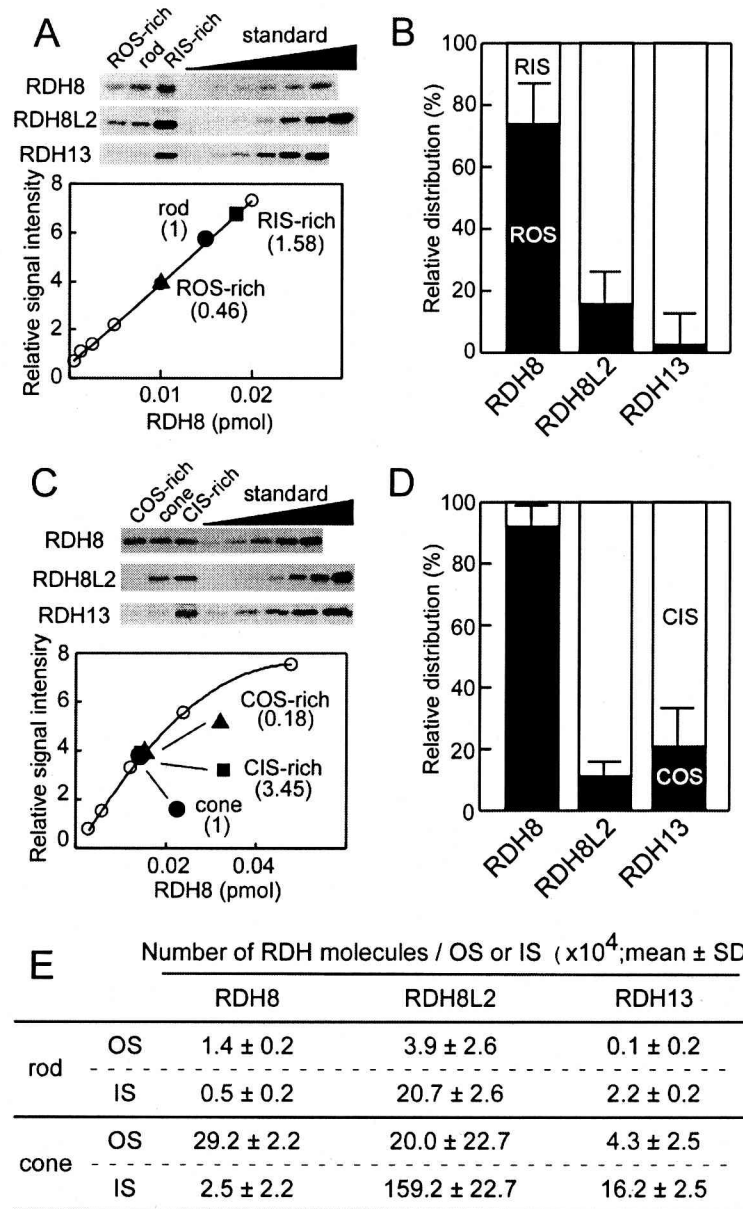 A
ROS-rich
rod
RIS-rich
standard
RDH8
RDH8L2
RDH13
8
6
4
2
0
Relative signal intensity
rod
(1)
RIS-rich
(1.58)
ROS-rich
(0.46)
0.01
0.02
RDH8 (pmol)
B
100
80
60
40
20
0
Relative distribution (%)
RIS
ROS
RDH8
RDH8L2
RDH13
C
COS-rich
cone
CIS-rich
standard
RDH8
RDH8L2
RDH13
8
6
4
2
0
Relative signal intensiry
COS-rich
(0.18)
CIS-rich
(3.45)
cone
(1)
0.02
0.04
RDH8 (pmol)
D
100
80
60
40
20
0
Relative distribution (%)
CIS
COS
RDH8
RDH8L2
RDH13
E
Number of RDH molecules / OS or IS (x10⁴;mean ± SD
RDH8 RDH8L2 RDH13
rod
OS 1.4 ± 0.2 3.9 ± 2.6 0.1 ± 0.2
IS 0.5 ± 0.2 20.7 ± 2.6 2.2 ± 0.2
cone
OS 29.2 ± 2.2 20.0 ± 22.7 4.3 ± 2.5
IS 2.5 ± 2.2 159.2 ± 22.7 16.2 ± 2.5